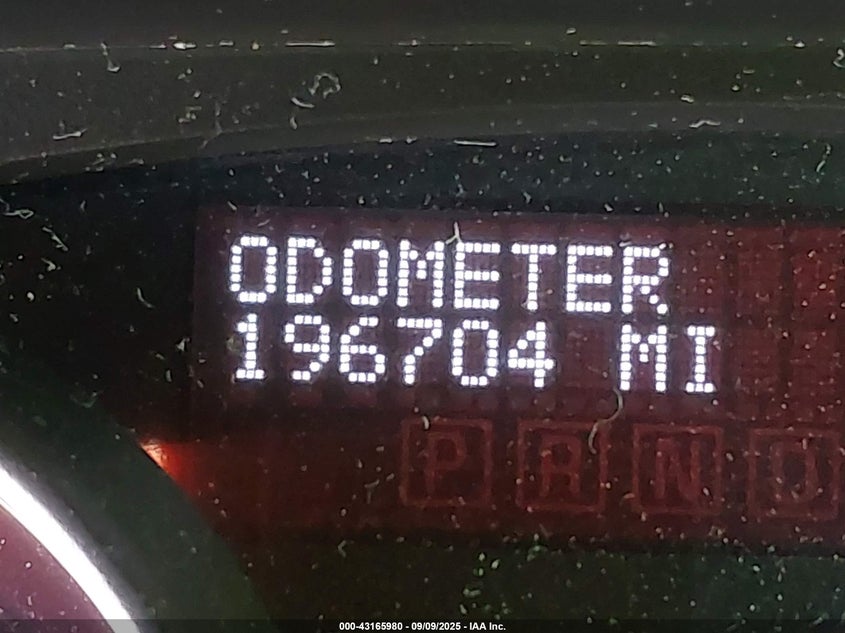 ODOMETER
196704 MI
P R N D
000-43165980 - 09/09/2025 - IAA Inc.